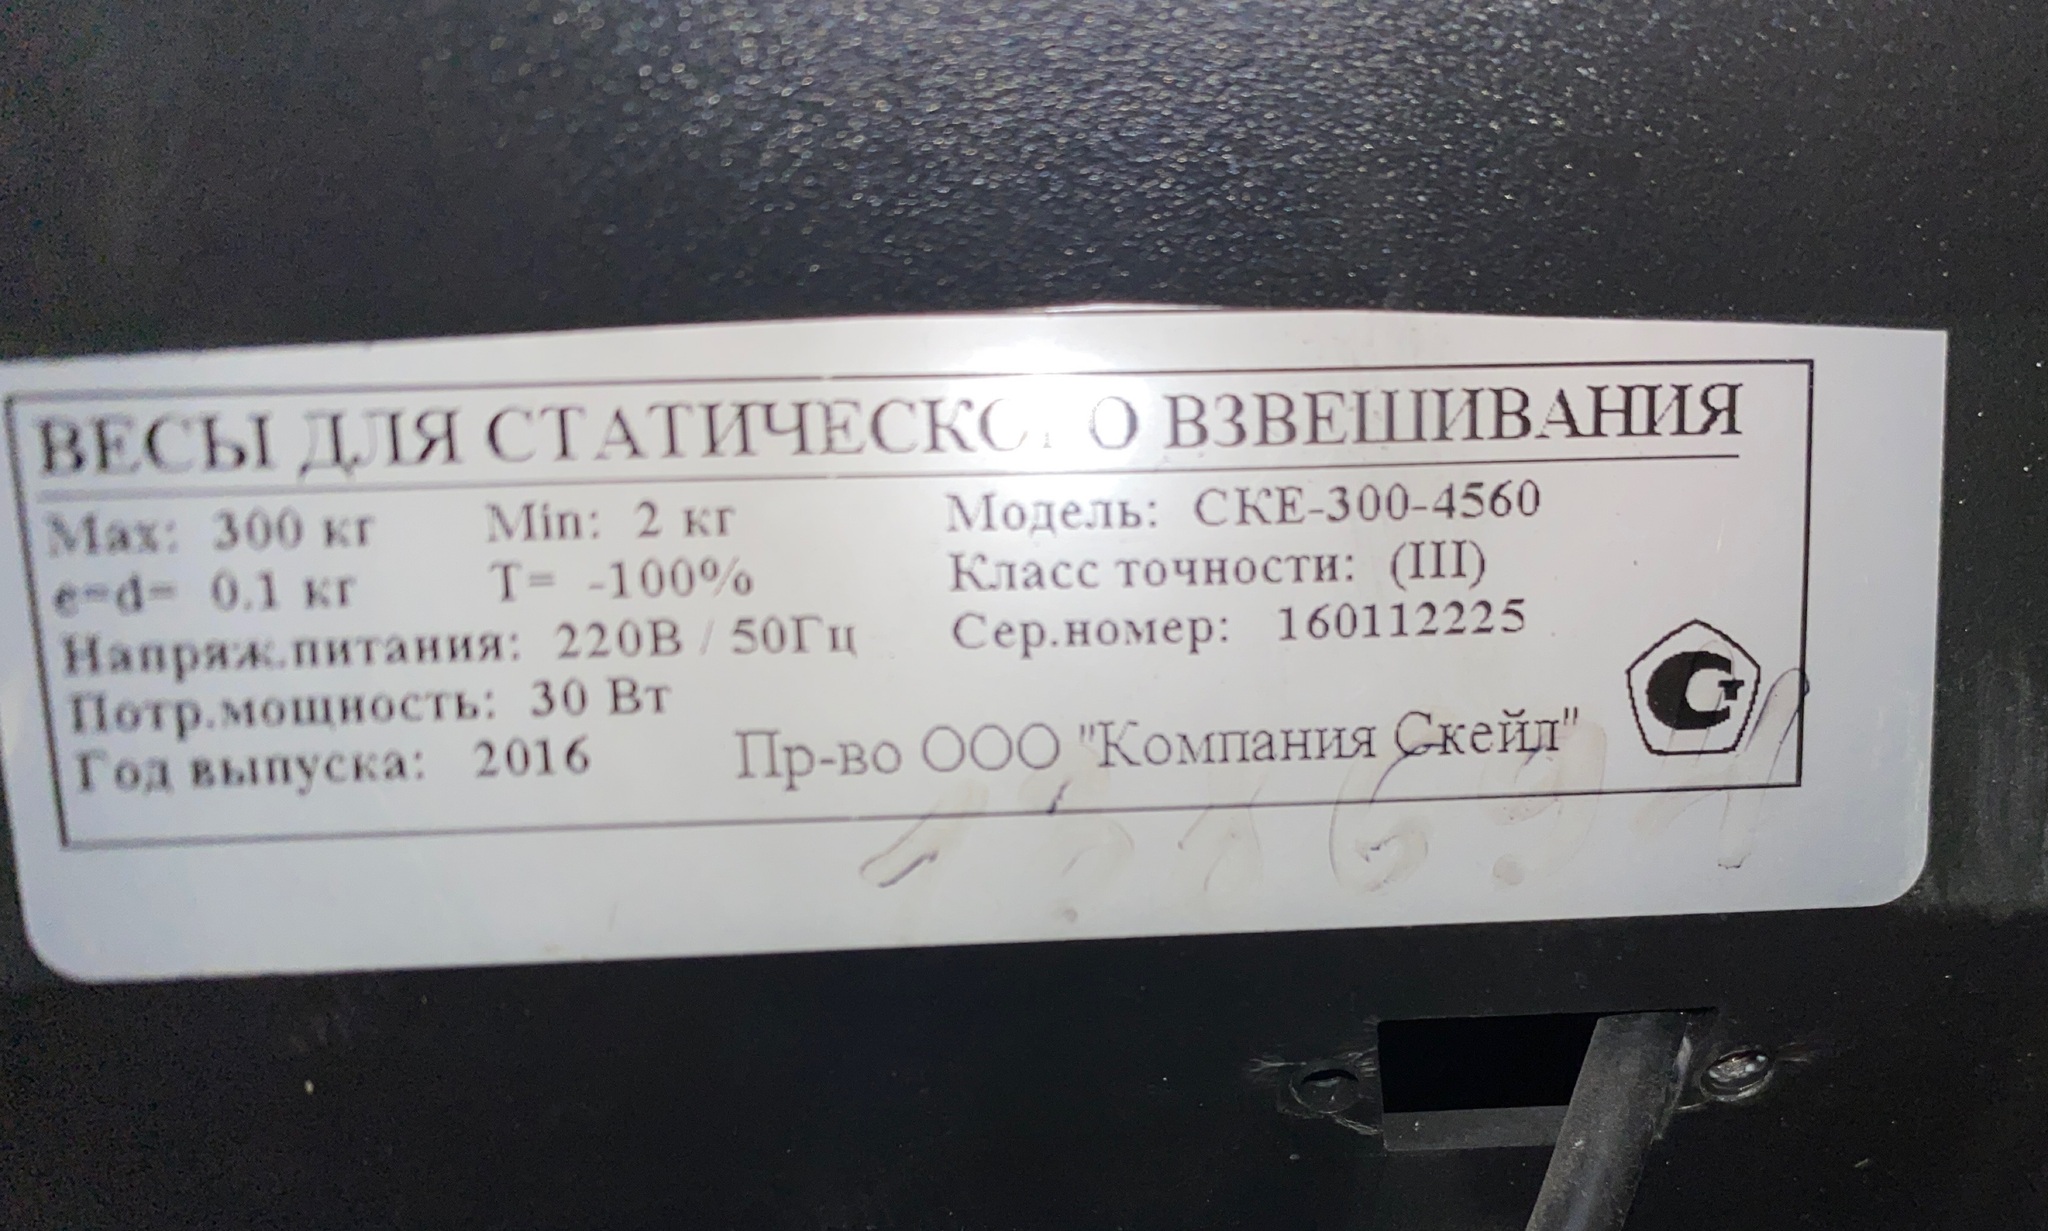 ВЕСЫ ДЛЯ СТАТИЧЕСКОГО ВЗВЕШИВАНИЯ
Max: 300 кг Min: 2 кг Модель: СКЕ-300-4560
e=d= 0.1 кг T= -100% Класс точности: (III)
Напряж.питания: 220В / 50Гц Сер.номер: 160112225
Потр.мощность: 30 Вт
Год выпуска: 2016 Пр-во ООО "Компания Скейл"